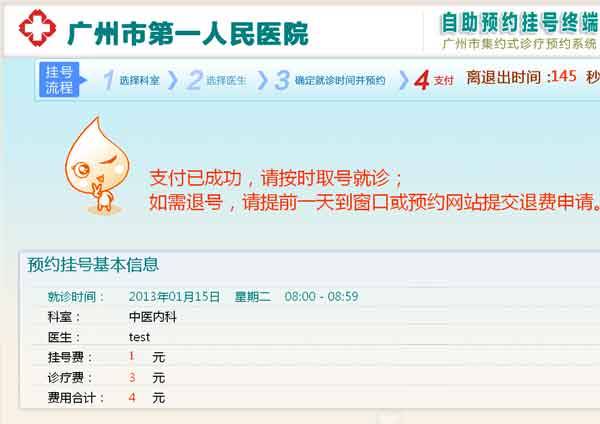 广州市第一人民医院
自助预约挂号终端
广州市集约式诊疗预约系统
挂号
流程
1 选择科室 2 选择医生 3 确定就诊时间并预约 4 支付 离退出时间 :145 秒
支付已成功，请按时取号就诊；
如需退号，请提前一天到窗口或预约网站提交退费申请。
预约挂号基本信息
就诊时间： 2013年01月15日 星期二 08:00 - 08:59
科室： 中医内科
医生： test
挂号费： 1 元
诊疗费： 3 元
费用合计： 4 元